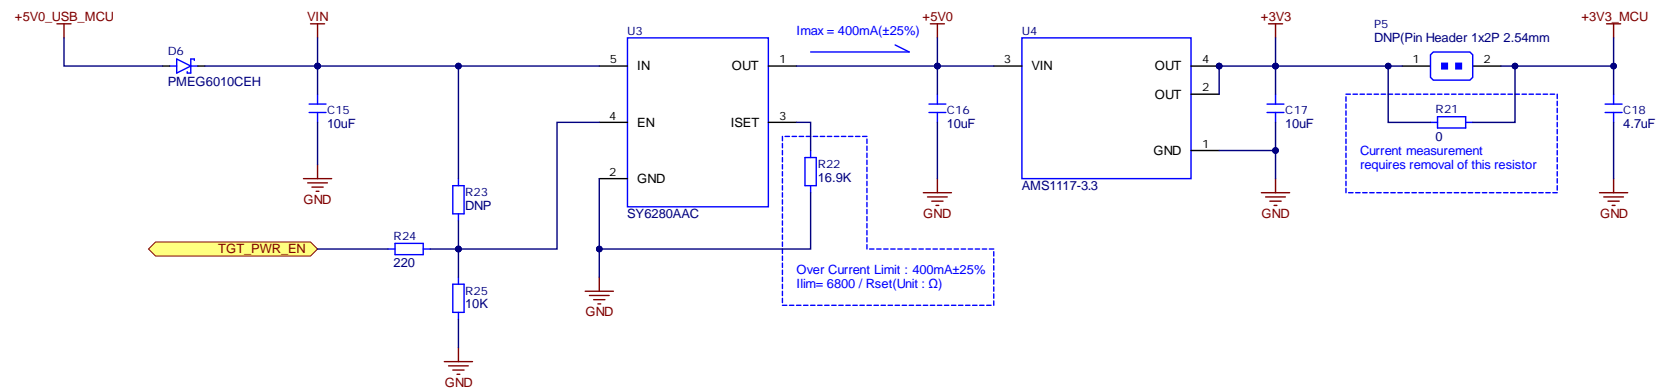 +5V0_USB_MCU
VIN
D6
PMEG6010CEH
C15
10uF
GND
R23
DNP
TGT_PWR_EN
R24
220
R25
10K
GND
U3
5
IN
OUT
1
4
EN
ISET
3
2
GND
SY6280AAC
GND
R22
16.9K
Over Current Limit : 400mA±25%
Ilim= 6800 / Rset(Unit : Ω)
Imax = 400mA(±25%)
+5V0
C16
10uF
GND
U4
3
VIN
OUT
4
OUT
2
GND
1
AMS1117-3.3
+3V3
C17
10uF
GND
P5
DNP(Pin Header 1x2P 2.54mm
1
2
R21
0
Current measurement
requires removal of this resistor
+3V3_MCU
C18
4.7uF
GND